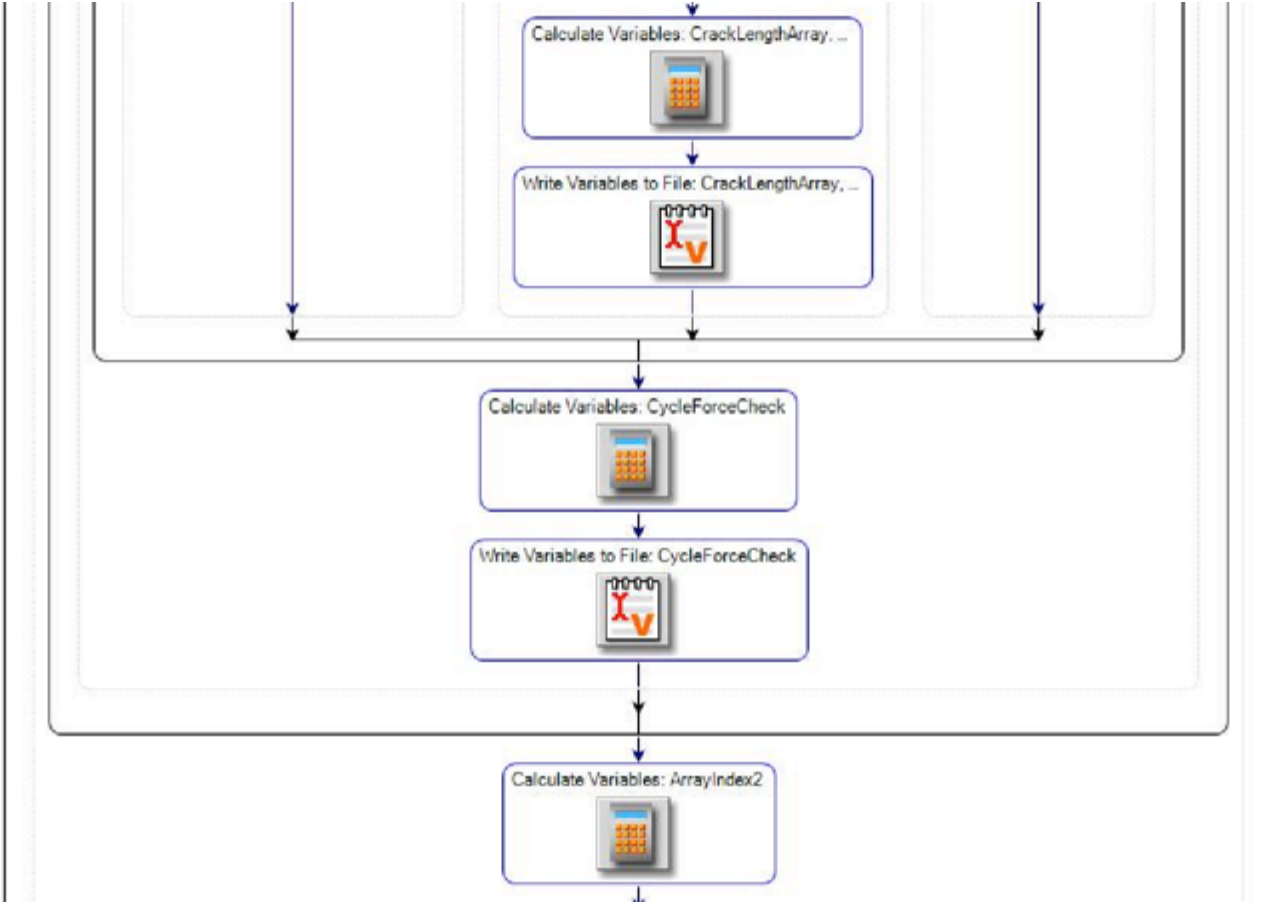 Calculate Variables: CrackLengthArray, ...
Write Variables to File: CrackLengthArray, ...
Calculate Variables: CycleForceCheck
Write Variables to File: CycleForceCheck
Calculate Variables: ArrayIndex2